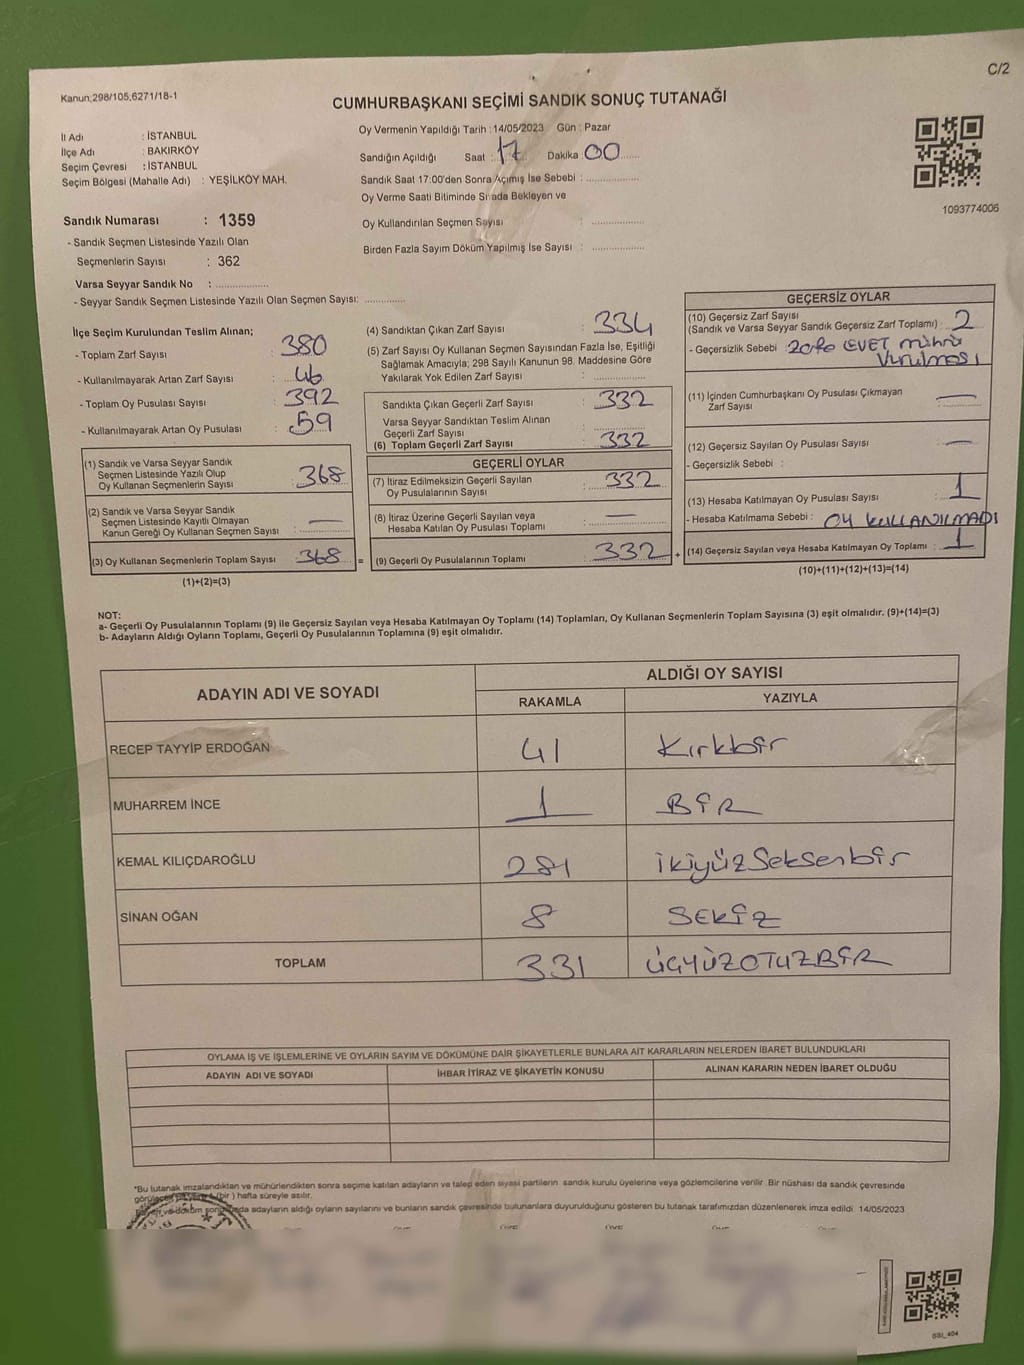 C/2
Kanun:298/105,6271/18-1
CUMHURBAŞKANI SEÇİMİ SANDIK SONUÇ TUTANAĞI
İl Adı : İSTANBUL
İlçe Adı : BAKIRKÖY
Seçim Çevresi : İSTANBUL
Seçim Bölgesi (Mahalle Adı) : YEŞİLKÖY MAH.
Sandık Numarası : 1359
- Sandık Seçmen Listesinde Yazılı Olan
Seçmenlerin Sayısı : 362
Varsa Seyyar Sandık No : ..................
- Seyyar Sandık Seçmen Listesinde Yazılı Olan Seçmen Sayısı: .............
Oy Vermenin Yapıldığı Tarih : 14/05/2023 Gün : Pazar
Sandığın Açıldığı Saat : 17 Dakika 00
Sandık Saat 17:00'den Sonra Açımış İse Sebebi : ..................
Oy Verme Saati Bitiminde Sırada Bekleyen ve
Oy Kullandırılan Seçmen Sayısı : ..................
Birden Fazla Sayım Döküm Yapılmış İse Sayısı : ..................
1093774006
İlçe Seçim Kurulundan Teslim Alınan;
- Toplam Zarf Sayısı : 380
- Kullanılmayarak Artan Zarf Sayısı : 46
- Toplam Oy Pusulası Sayısı : 392
- Kullanılmayarak Artan Oy Pusulası : 59
(1) Sandık ve Varsa Seyyar Sandık
Seçmen Listesinde Yazılı Olup
Oy Kullanan Seçmenlerin Sayısı : 368
(2) Sandık ve Varsa Seyyar Sandık
Seçmen Listesinde Kayıtlı Olmayan
Kanun Gereği Oy Kullanan Seçmen Sayısı : —
(3) Oy Kullanan Seçmenlerin Toplam Sayısı : 368 =
(1)+(2)=(3)
(4) Sandıktan Çıkan Zarf Sayısı : 334
(5) Zarf Sayısı Oy Kullanan Seçmen Sayısından Fazla İse, Eşitliği
Sağlamak Amacıyla; 298 Sayılı Kanunun 98. Maddesine Göre
Yakılarak Yok Edilen Zarf Sayısı : ..................
Sandıkta Çıkan Geçerli Zarf Sayısı : 332
Varsa Seyyar Sandıktan Teslim Alınan
Geçerli Zarf Sayısı : ..................
(6) Toplam Geçerli Zarf Sayısı : 332
GEÇERLİ OYLAR
(7) İtiraz Edilmeksizin Geçerli Sayılan
Oy Pusulalarının Sayısı : 332
(8) İtiraz Üzerine Geçerli Sayılan veya
Hesaba Katılan Oy Pusulası Toplamı : —
(9) Geçerli Oy Pusulalarının Toplamı : 332 +
GEÇERSİZ OYLAR
(10) Geçersiz Zarf Sayısı
(Sandık ve Varsa Seyyar Sandık Geçersiz Zarf Toplamı) : 2
- Geçersizlik Sebebi : EVET mührü
Vurulması
(11) İçinden Cumhurbaşkanı Oy Pusulası Çıkmayan
Zarf Sayısı : —
(12) Geçersiz Sayılan Oy Pusulası Sayısı : —
- Geçersizlik Sebebi :
(13) Hesaba Katılmayan Oy Pusulası Sayısı : 1
- Hesaba Katılmama Sebebi : OY KULLANILMADI
(14) Geçersiz Sayılan veya Hesaba Katılmayan Oy Toplamı : 1
(10)+(11)+(12)+(13)=(14)
NOT:
a- Geçerli Oy Pusulalarının Toplamı (9) ile Geçersiz Sayılan veya Hesaba Katılmayan Oy Toplamı (14) Toplamları, Oy Kullanan Seçmenlerin Toplam Sayısına (3) eşit olmalıdır. (9)+(14)=(3)
b- Adayların Aldığı Oyların Toplamı, Geçerli Oy Pusulalarının Toplamına (9) eşit olmalıdır.
ADAYIN ADI VE SOYADI ALDIĞI OY SAYISI
RAKAMLA YAZIYLA
RECEP TAYYİP ERDOĞAN 41 Kırkbir
MUHARREM İNCE 1 BİR
KEMAL KILIÇDAROĞLU 281 ikiyüzSeksenbir
SİNAN OĞAN 8 SEKİZ
TOPLAM 331 ÜÇYÜZOTUZBİR
OYLAMA İŞ VE İŞLEMLERİNE VE OYLARIN SAYIM VE DÖKÜMÜNE DAİR ŞİKAYETLERLE BUNLARA AİT KARARLARIN NELERDEN İBARET BULUNDUKLARI
ADAYIN ADI VE SOYADI İHBAR İTİRAZ VE ŞİKAYETİN KONUSU ALINAN KARARIN NEDEN İBARET OLDUĞU
*Bu tutanak imzalandıktan ve mühürlendikten sonra seçime katılan adayların ve talep eden siyasi partilerin sandık kurulu üyelerine veya gözlemcilerine verilir. Bir nüshası da sandık çevresinde
(bir) hafta süreyle asılır.
adayların aldığı oyların sayılarını ve bunların sandık çevresinde bulunanlara duyurulduğunu gösteren bu tutanak tarafımızdan düzenlenerek imza edildi. 14/05/2023
SSI_404